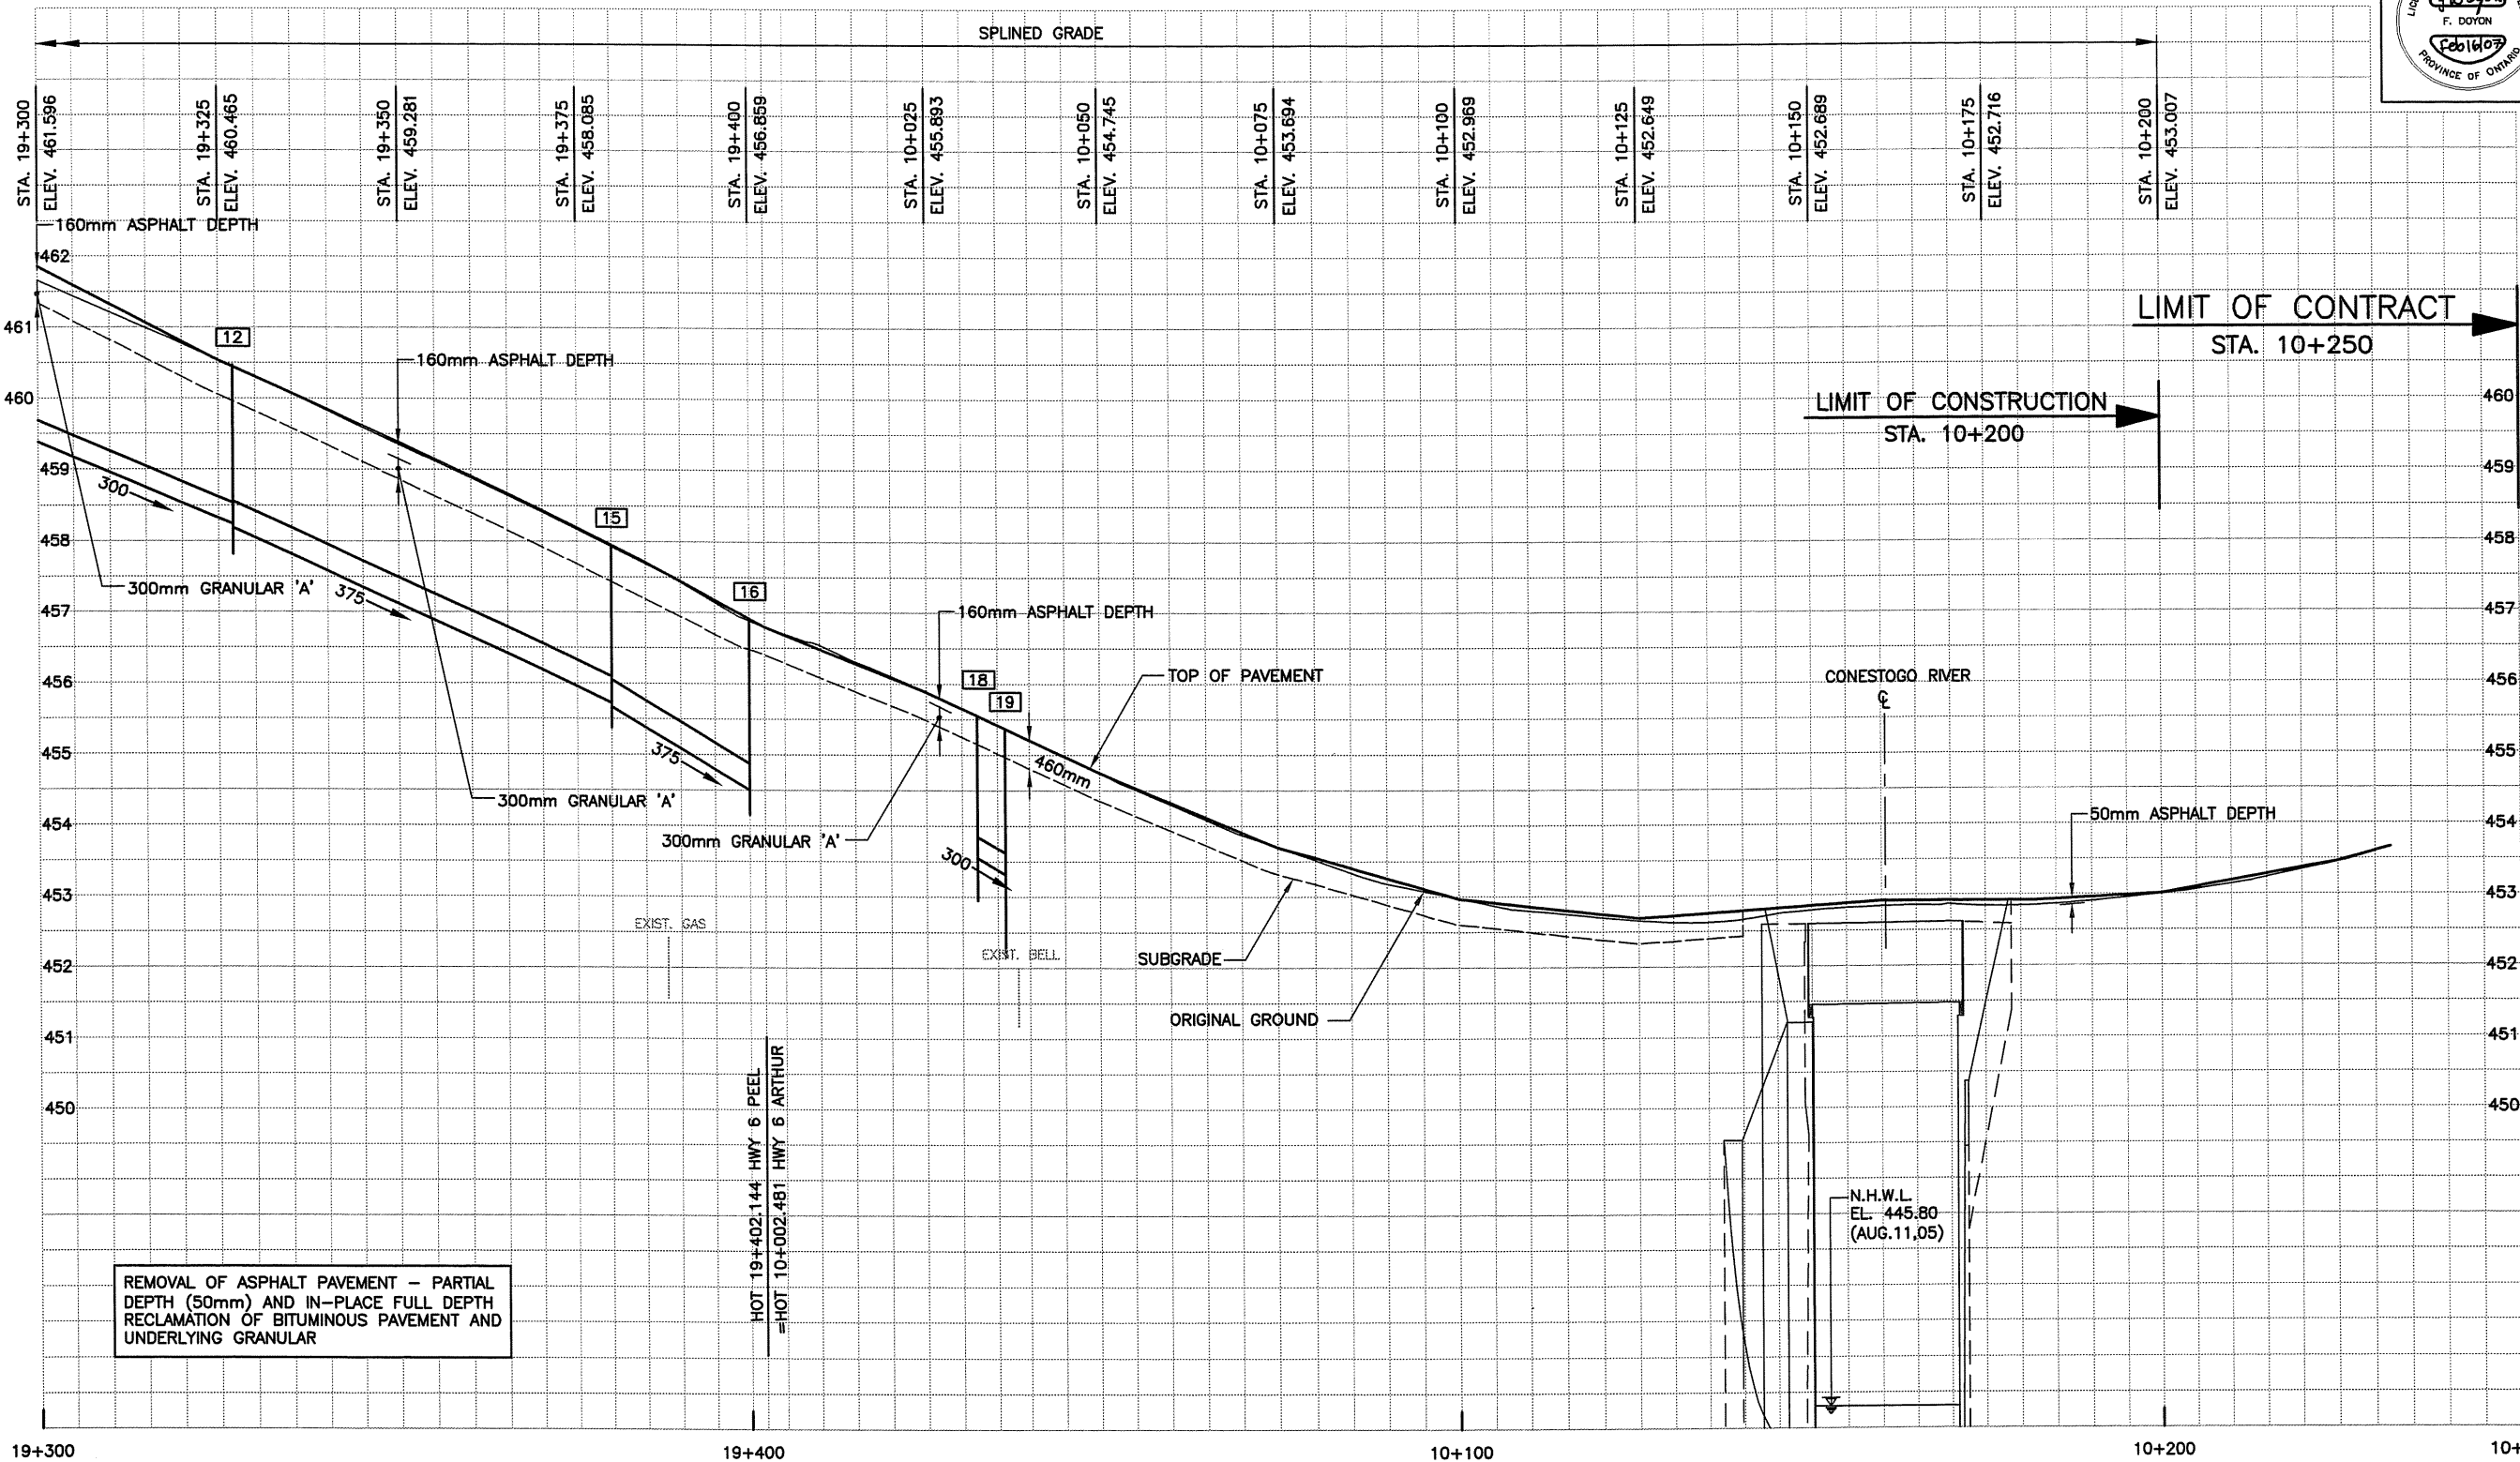 SPLINED GRADE
F. DOYON
Feb16/07
PROVINCE OF ONTARIO
STA. 19+300
ELEV. 461.596
STA. 19+325
ELEV. 460.465
STA. 19+350
ELEV. 459.281
STA. 19+375
ELEV. 458.085
STA. 19+400
ELEV. 456.859
STA. 10+025
ELEV. 455.893
STA. 10+050
ELEV. 454.745
STA. 10+075
ELEV. 453.694
STA. 10+100
ELEV. 452.969
STA. 10+125
ELEV. 452.649
STA. 10+150
ELEV. 452.689
STA. 10+175
ELEV. 452.716
STA. 10+200
ELEV. 453.007
160mm ASPHALT DEPTH
462
461
460
459
458
457
456
455
454
453
452
451
450
12
160mm ASPHALT DEPTH
LIMIT OF CONTRACT
STA. 10+250
LIMIT OF CONSTRUCTION
STA. 10+200
300
15
300mm GRANULAR 'A'
375
16
160mm ASPHALT DEPTH
18
19
TOP OF PAVEMENT
CONESTOGO RIVER
℄
375
460mm
300mm GRANULAR 'A'
300mm GRANULAR 'A'
300
50mm ASPHALT DEPTH
EXIST. GAS
EXIST. BELL
SUBGRADE
ORIGINAL GROUND
HOT 19+402.144 HWY 6 PEEL
=HOT 10+002.481 HWY 6 ARTHUR
N.H.W.L.
EL. 445.80
(AUG.11,05)
REMOVAL OF ASPHALT PAVEMENT – PARTIAL
DEPTH (50mm) AND IN-PLACE FULL DEPTH
RECLAMATION OF BITUMINOUS PAVEMENT AND
UNDERLYING GRANULAR
460
459
458
457
456
455
454
453
452
451
450
19+300
19+400
10+100
10+200